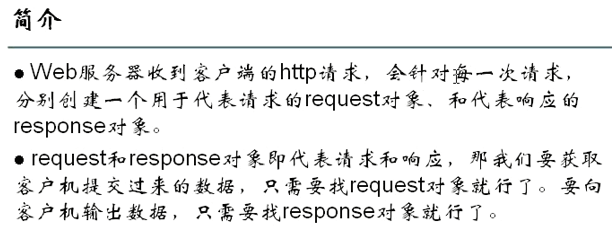 简介
● Web服务器收到客户端的http请求，会针对每一次请求，
分别创建一个用于代表请求的request对象、和代表响应的
response对象。
● request和response对象即代表请求和响应，那我们要获取
客户机提交过来的数据，只需要找request对象就行了。要向
客户机输出数据，只需要找response对象就行了。